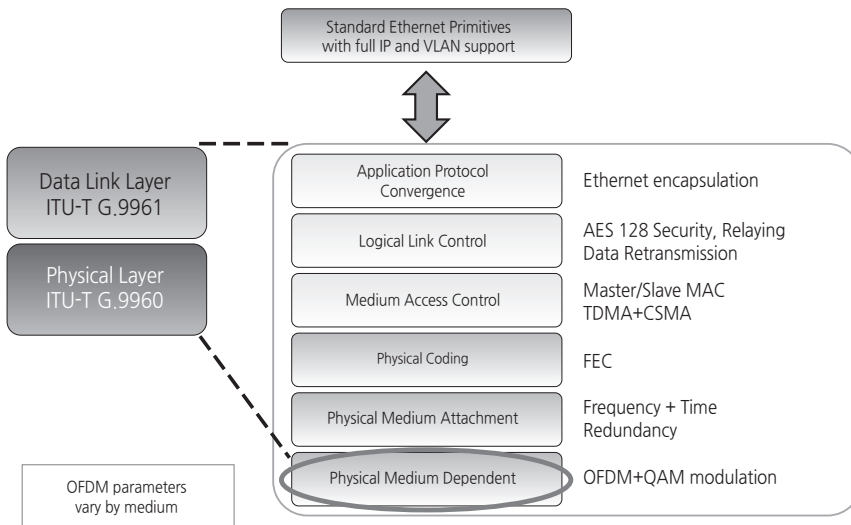 Standard Ethernet Primitives
with full IP and VLAN support
Data Link Layer
ITU-T G.9961
Physical Layer
ITU-T G.9960
Application Protocol
Convergence
Ethernet encapsulation
Logical Link Control
AES 128 Security, Relaying
Data Retransmission
Medium Access Control
Master/Slave MAC
TDMA+CSMA
Physical Coding
FEC
Physical Medium Attachment
Frequency + Time
Redundancy
Physical Medium Dependent
OFDM+QAM modulation
OFDM parameters
vary by medium